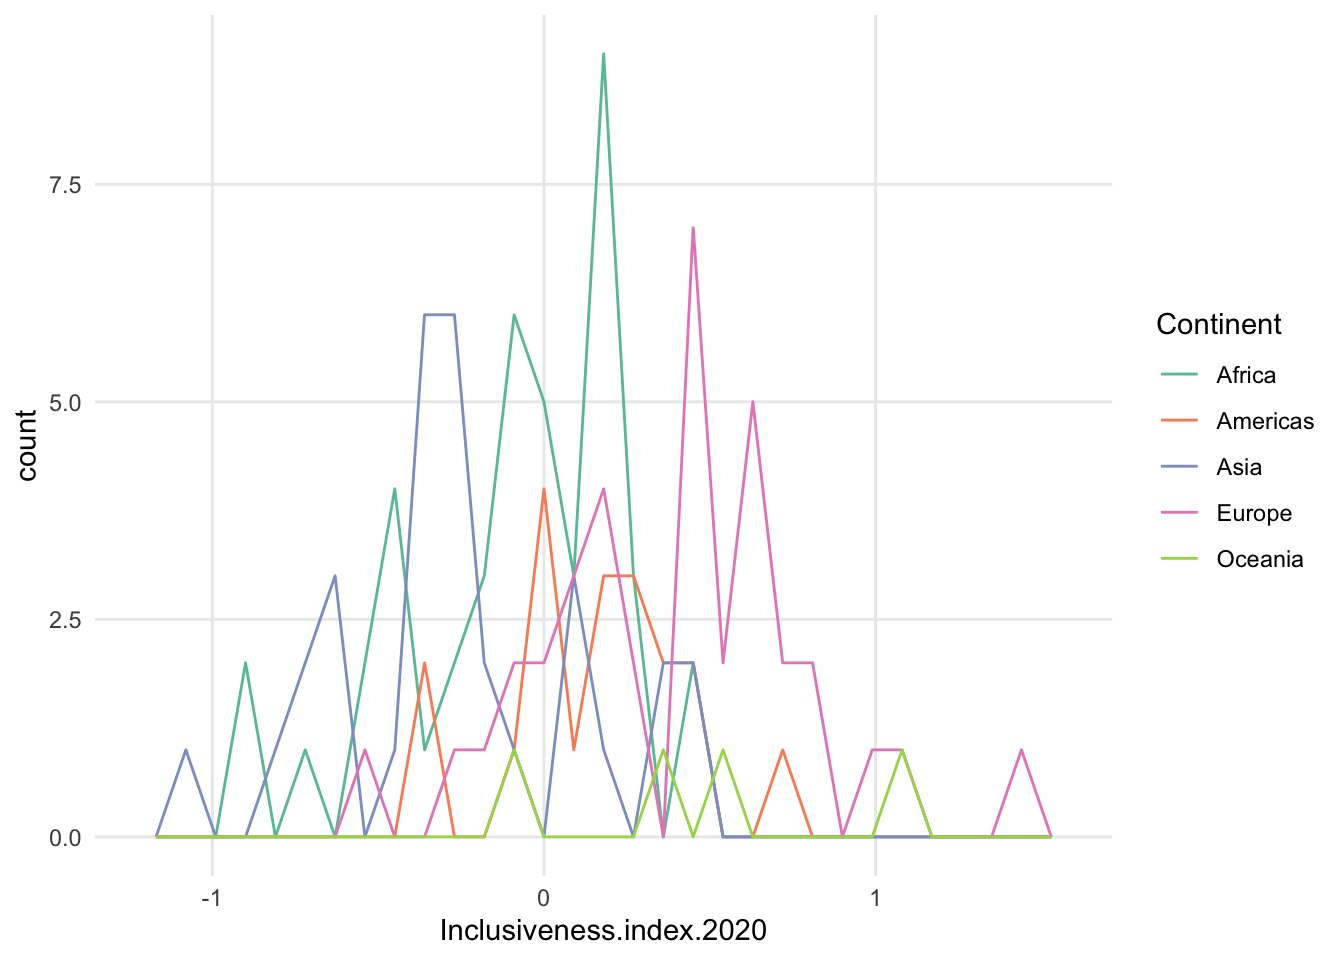 7.5
5.0
2.5
0.0
count
-1
0
1
Inclusiveness.index.2020
Continent
Africa
Americas
Asia
Europe
Oceania